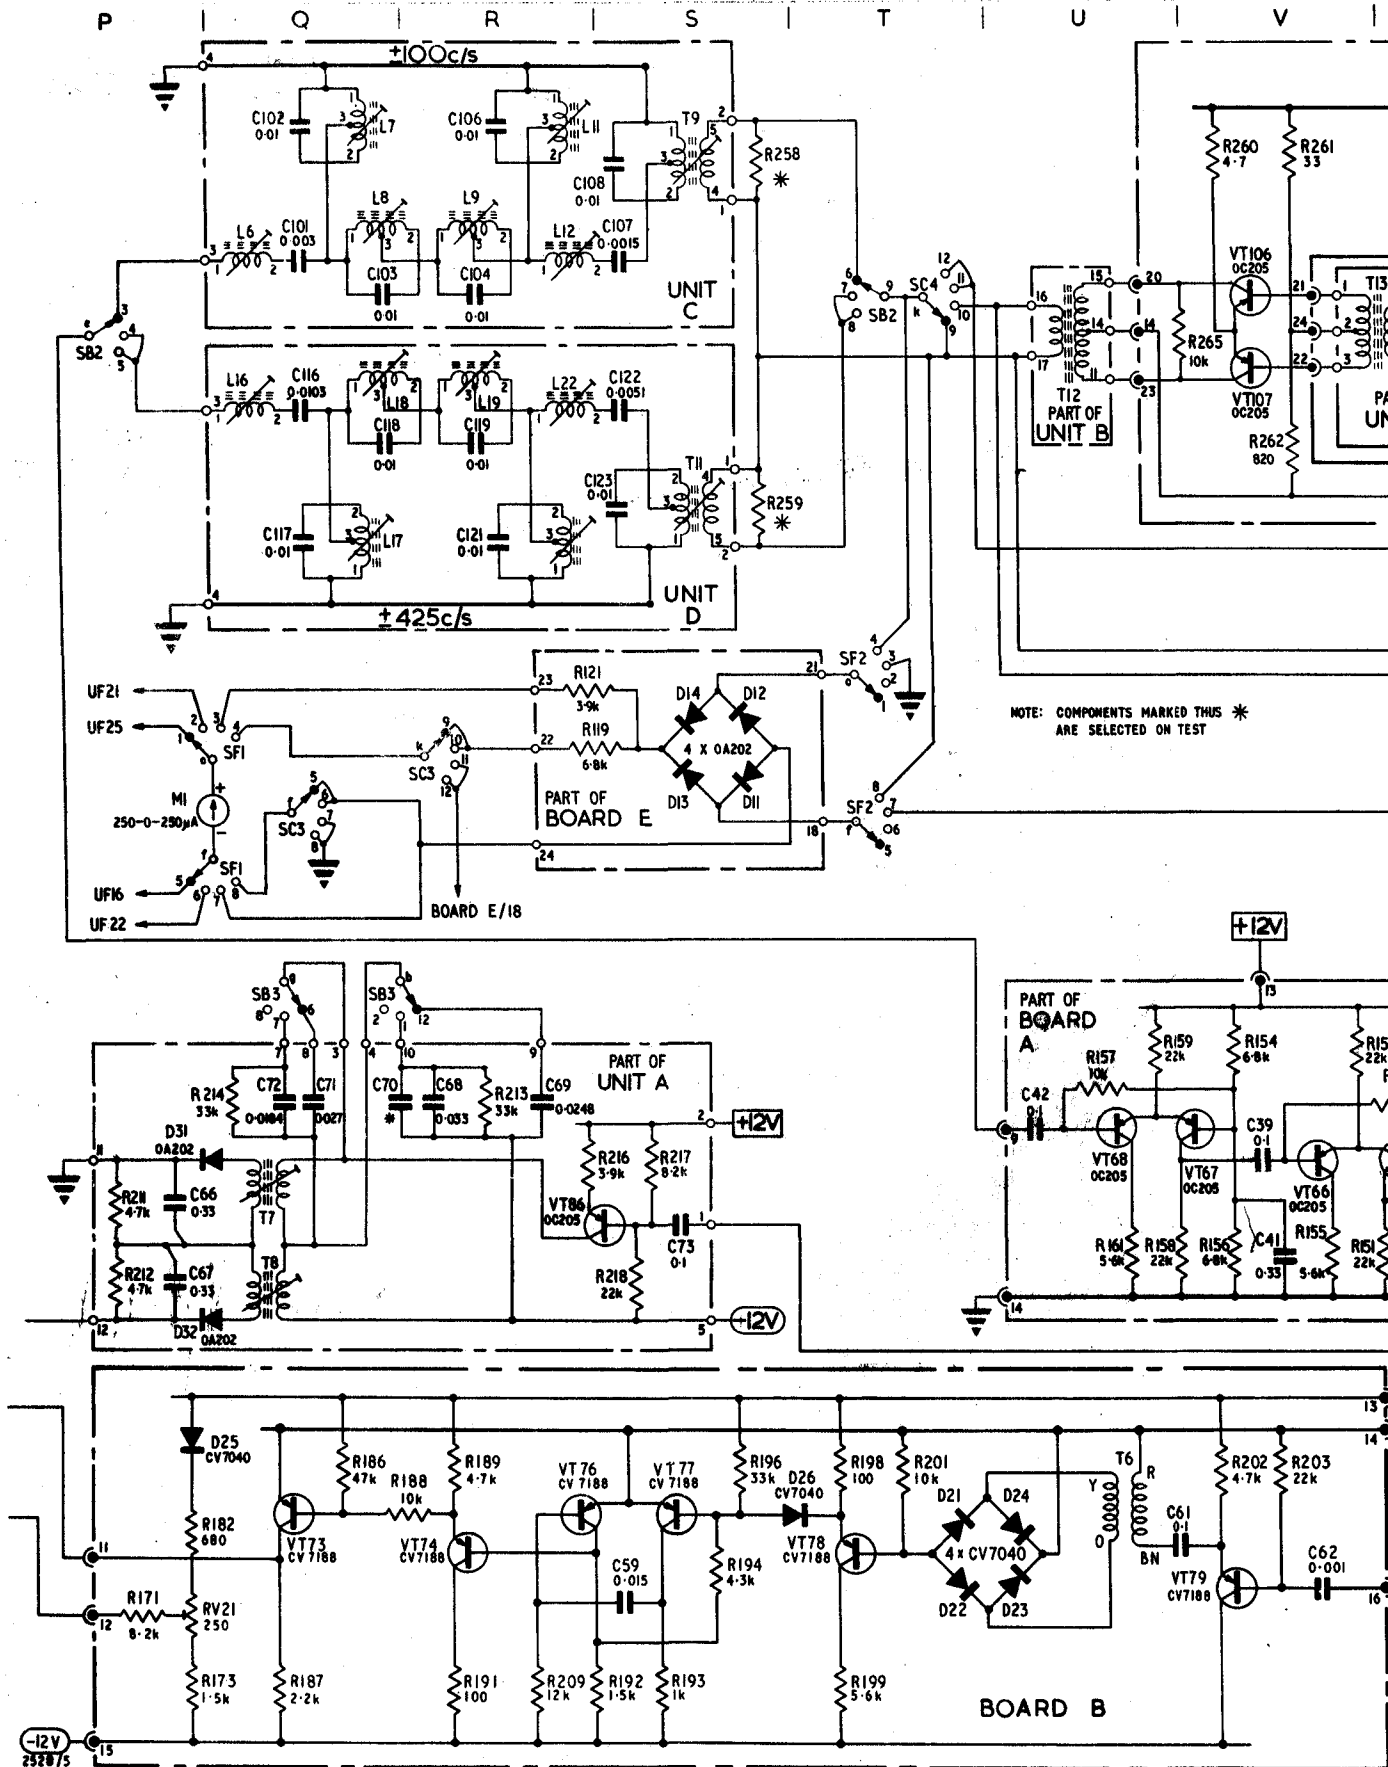 P Q R S T U V
±100c/s
4
C102
0.01
L7
C106
0.01
L11
T9
C108
0.01
R258
*
L6
C101
0.003
L8
L9
L12
C107
0.0015
C103
0.01
C104
0.01
UNIT
C
SB2
L16
C116
0.0103
L18
L19
L22
C122
0.0051
C118
0.01
C119
0.01
C117
0.01
L17
C121
0.01
C123
0.01
T11
R259
*
UNIT
D
±425c/s
SB2
SC4
T12
PART OF
UNIT B
R260
4.7
R261
33
VT106
OC205
R265
10k
VT107
OC205
R262
820
T13
UF21
UF25
SF1
M1
250-0-250µA
SF1
UF16
UF22
SC3
SC3
BOARD E/18
R121
3.9k
R119
6.8k
D14
D12
4 X OA202
D13
D11
PART OF
BOARD E
SF2
SF2
NOTE: COMPONENTS MARKED THUS *
ARE SELECTED ON TEST
SB3
SB3
PART OF
UNIT A
R214
33k
C72
0.0184
C71
0.027
C70
*
C68
0.033
R213
33k
C69
0.0248
D31
OA202
R211
4.7k
C66
0.33
T7
R212
4.7k
C67
0.33
T8
D32
OA202
R216
3.9k
R217
8.2k
VT86
OC205
C73
0.1
R218
22k
+12V
+12V
+12V
PART OF
BOARD
A
R157
10k
R159
22k
R154
6.8k
C42
0.1
VT68
OC205
VT67
OC205
C39
0.1
VT66
OC205
R161
5.6k
R158
22k
R156
6.8k
C41
0.33
R155
5.6k
R151
22k
D25
CV7040
R182
680
R171
8.2k
RV21
250
R173
1.5k
R186
47k
R188
10k
R189
4.7k
VT73
CV7188
VT74
CV7188
R187
2.2k
R191
100
VT76
CV7188
VT77
CV7188
C59
0.015
R209
12k
R192
1.5k
R193
1k
R194
4.3k
R196
33k
D26
CV7040
R198
100
R201
10k
VT78
CV7188
R199
5.6k
D21
D24
4 x CV7040
D22
D23
T6
Y
R
O
BN
C61
0.1
R202
4.7k
R203
22k
VT79
CV7188
C62
0.001
BOARD B
-12V
2528/5